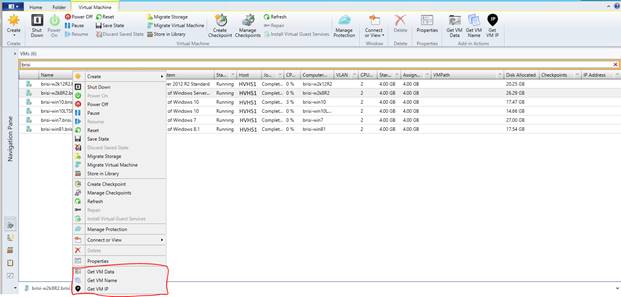 Home
Folder
Virtual Machine
Create
Shut Down
Power On
Power Off
Pause
Resume
Reset
Save State
Discard Saved State
Migrate Storage
Migrate Virtual Machine
Store in Library
Create Checkpoint
Manage Checkpoints
Refresh
Repair
Install Virtual Guest Services
Manage Protection
Connect or View
Delete
Properties
Get VM Data
Get VM Name
Get VM IP
Create
Virtual Machine
Window
Delete
Properties
Add-in Actions
VMs (6)
brisi
Name
Sta...
Host
Jo...
CP...
Computer...
VLAN
CPU...
Star...
Assig...
VMPath
Disk Allocated
Checkpoints
IP Address
brisi-w2k12R2
er 2012 R2 Standard Running HVHS1 Complet... 0 % brisi-w2k12R2 2 4.00 GB 4.00 GB 20.25 GB
brisi-w2k8R2.b
of Windows Server... Running HVHS1 Complet... 0 % brisi-w2k8R2 2 4.00 GB 4.00 GB 26.29 GB
brisi-win10.bris
of Windows 10 Running HVHS1 Complet... 0 % brisi-win10 2 3 GB 4.00 GB 17.47 GB
brisi-win10LTSB
of Windows 10 Running HVHS1 Complet... 0 % brisi-win10L... 2 4.00 GB 4.00 GB 14.66 GB
brisi-win7.brisi
of Windows 7 Running HVHS1 Complet... 0 % brisi-win7 2 4.00 GB 4.00 GB 27.00 GB
brisi-win81.bris
of Windows 8.1 Running HVHS1 Complet... 0 % brisi-win81 2 4.00 GB 4.00 GB 17.54 GB
Create
Shut Down
Power On
Power Off
Pause
Resume
Reset
Save State
Discard Saved State
Migrate Storage
Migrate Virtual Machine
Store in Library
Create Checkpoint
Manage Checkpoints
Refresh
Repair
Install Virtual Guest Services
Manage Protection
Connect or View
Delete
Properties
Get VM Data
Get VM Name
Get VM IP
Navigation Pane
brisi-w2k8R2.brisi